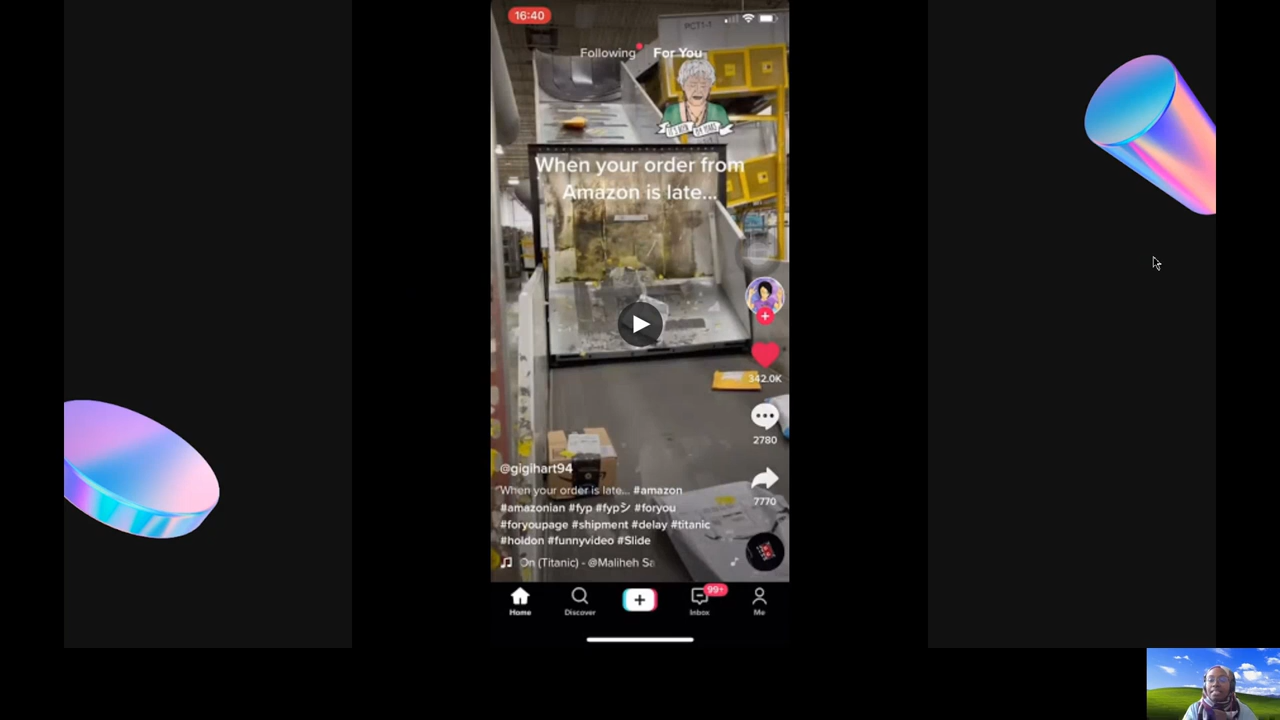 16:40
PCT1-1
Following
For You
When your order from
Amazon is late...
@gigihart94
342.0K
2780
7770
When your order is late... #amazon
#amazonian #fyp #fypシ #foryou
#foryoupage #shipment #delay #titanic
#holdon #funnyvideo #Slide
On (Titanic) - @Maliheh Sa
Home
Discover
99+
Inbox
Me